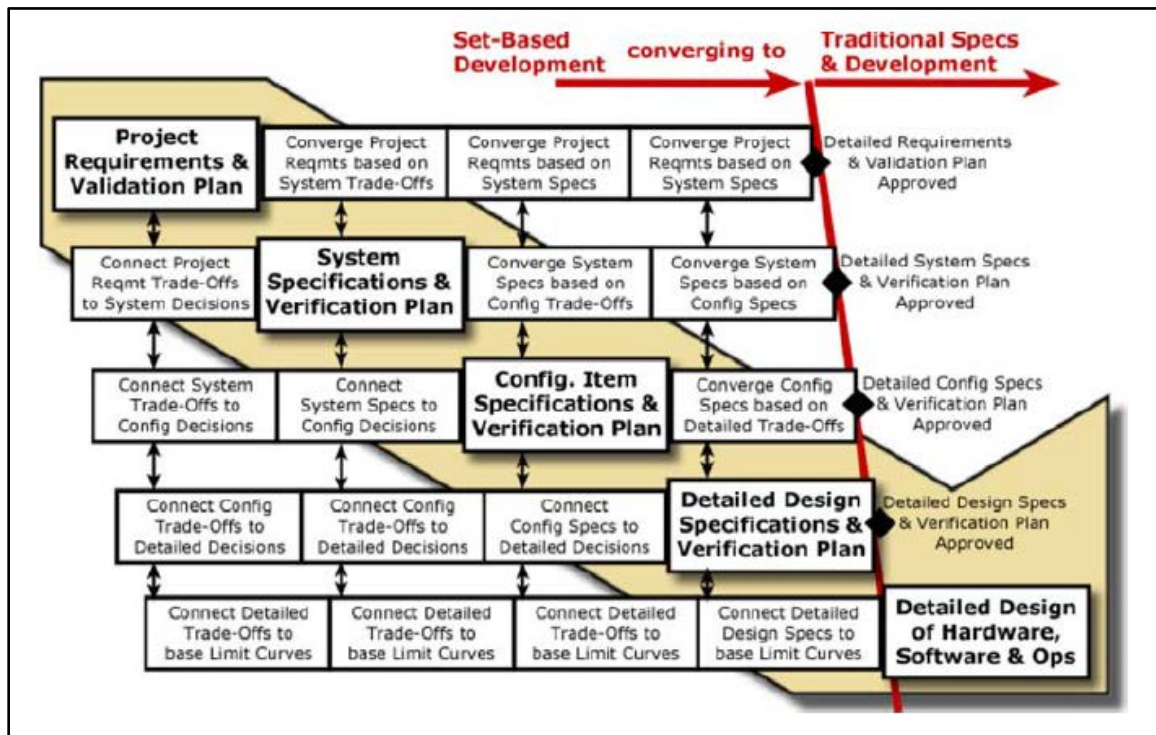 Set-Based
Development
converging to
Traditional Specs
& Development
Project
Requirements &
Validation Plan
Converge Project
Reqmts based on
System Trade-Offs
Converge Project
Reqmts based on
System Specs
Converge Project
Reqmts based on
System Specs
Detailed Requirements
& Validation Plan
Approved
Connect Project
Reqmt Trade-Offs
to System Decisions
System
Specifications &
Verification Plan
Converge System
Specs based on
Config Trade-Offs
Converge System
Specs based on
Config Specs
Detailed System Specs
& Verification Plan
Approved
Connect System
Trade-Offs to
Config Decisions
Connect
System Specs to
Config Decisions
Config. Item
Specifications &
Verification Plan
Converge Config
Specs based on
Detailed Trade-Offs
Detailed Config Specs
& Verification Plan
Approved
Connect Config
Trade-Offs to
Detailed Decisions
Connect Config
Trade-Offs to
Detailed Decisions
Connect
Config Specs to
Detailed Decisions
Detailed Design
Specifications &
Verification Plan
Detailed Design Specs
& Verification Plan
Approved
Connect Detailed
Trade-Offs to
base Limit Curves
Connect Detailed
Trade-Offs to
base Limit Curves
Connect Detailed
Trade-Offs to
base Limit Curves
Connect Detailed
Design Specs to
base Limit Curves
Detailed Design
of Hardware,
Software & Ops